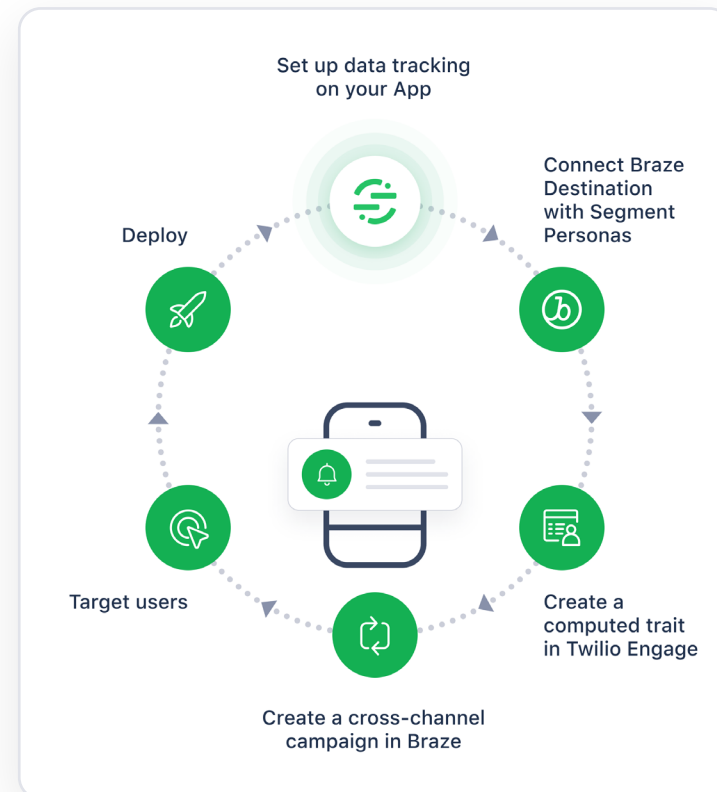 Set up data tracking
on your App
Connect Braze
Destination
with Segment
Personas
Deploy
Target users
Create a
computed trait
in Twilio Engage
Create a cross-channel
campaign in Braze